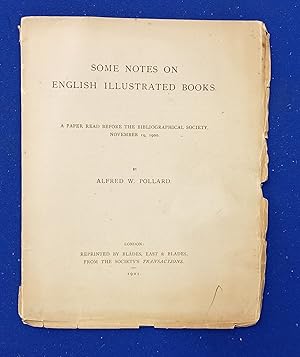 SOME NOTES ON
ENGLISH ILLUSTRATED BOOKS
A PAPER READ BEFORE THE BIBLIOGRAPHICAL SOCIETY,
NOVEMBER 19, 1900.
BY
ALFRED W. POLLARD.
LONDON:
REPRINTED BY BLADES, EAST & BLADES,
FROM THE SOCIETY'S TRANSACTIONS.
1901.